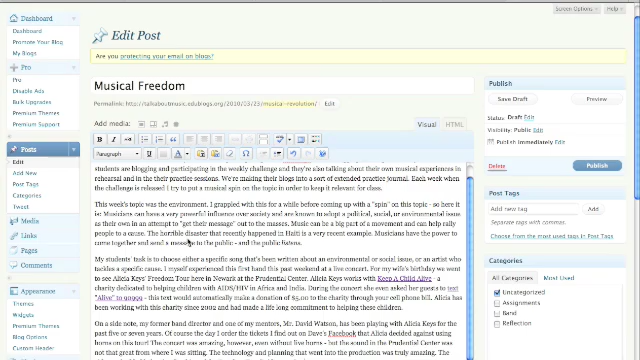 Screen Options
Help
Dashboard
Dashboard
Promote Your Blog
My Blogs
Pro
Pro
Disable Ads
Bulk Upgrades
Premium Themes
Premium Support
Posts
Edit
Add New
Post Tags
Categories
Tweet
Media
Links
Pages
Comments
Appearance
Themes
Widgets
Menus
Custom Header
Premium Themes
Edit Post
Are you protecting your email on blogs?
Musical Freedom
Permalink: http://talkaboutmusic.edublogs.org/2010/03/23/musical-revolution/ Edit
Add media:
Visual
HTML
Paragraph
students are blogging and participating in the weekly challenge and they're also talking about their own musical experiences in
rehearsal and in their practice sessions. We're making their blogs into a sort of extended practice journal. Each week when
the challenge is released I try to put a musical spin on the topic in order to keep it relevant for class.
This week's topic was the environment. I grappled with this for a while before coming up with a "spin" on this topic - so here it
is: Musicians can have a very powerful influence over society and are known to adopt a political, social, or environmental issue
as their own in an attempt to "get their message" out to the masses. Music can be a big part of a movement and can help rally
people to a cause. The horrible disaster that recently happened in Haiti is a very recent example. Musicians have the power to
come together and send a message to the public - and the public listens.
My students' task is to choose either a specific song that's been written about an environmental or social issue, or an artist who
tackles a specific cause. I myself experienced this first hand this past weekend at a live concert. For my wife's birthday we went
to see Alicia Keys' Freedom Tour here in Newark at the Prudential Center. Alicia Keys works with Keep A Child Alive - a
charity dedicated to helping children with AIDS/HIV in Africa and India. During the concert she even asked her guests to text
"Alive" to 90999 - this text would automatically make a donation of $5.00 to the charity through your cell phone bill. Alicia has
been working with this charity since 2002 and had made a life long commitment to helping these children.
On a side note, my former band director and one of my mentors, Mr. David Watson, has been playing with Alicia Keys for the
past five or seven years. Of course the day I order the tickets I find out on Dave's Facebook that Alicia decided against using
horns on this tour! The concert was amazing, however, even without live horns - but the sound in the Prudential Center was
not that great from where I was sitting. The technology and planning that went into the production was truly amazing. The
Publish
Save Draft
Preview
Status: Draft Edit
Visibility: Public Edit
Publish Immediately Edit
Delete
Publish
Post Tags
Add new tag
Add
Separate tags with commas.
Choose from the most used tags in Post Tags
Categories
All Categories
Most Used
Uncategorized
Assignments
Band
Reflection